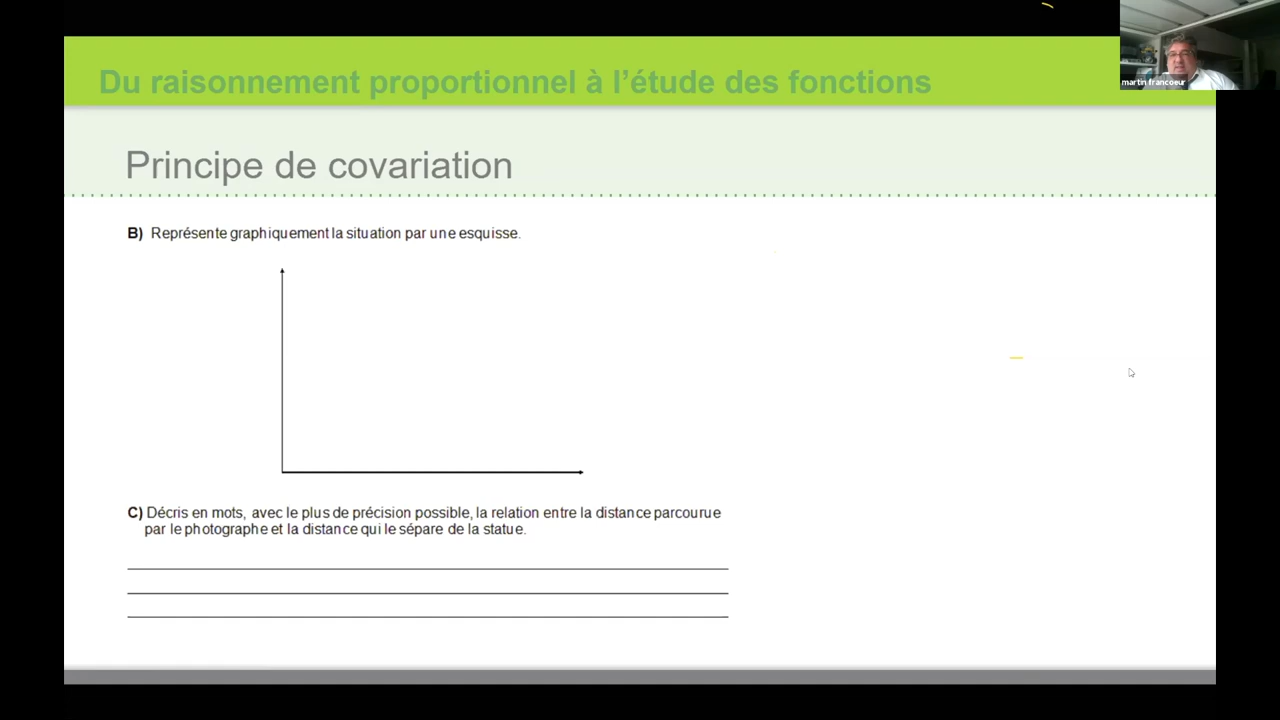 Du raisonnement proportionnel à l'étude des fonctions
martin francoeur
Principe de covariation
B) Représente graphiquement la situation par une esquisse.
C) Décris en mots, avec le plus de précision possible, la relation entre la distance parcourue
par le photographe et la distance qui le sépare de la statue.